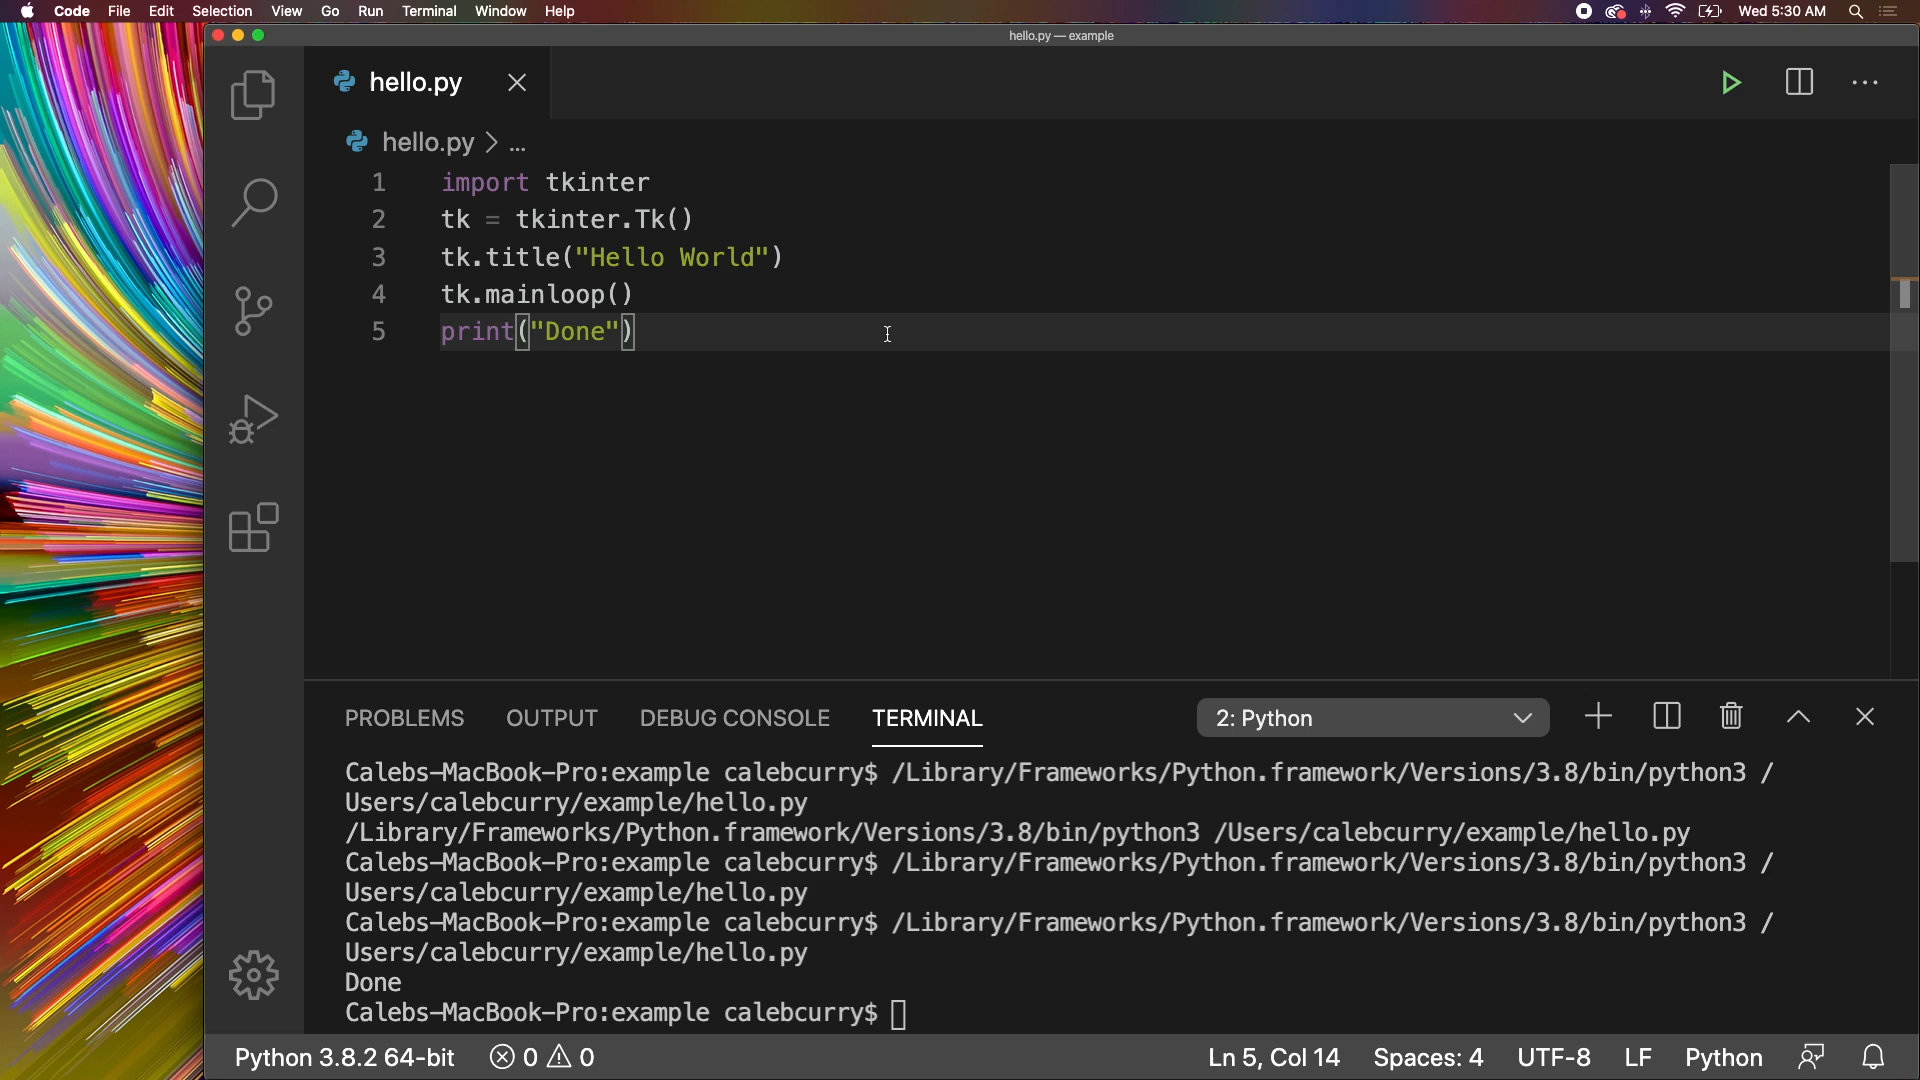 Code File Edit Selection View Go Run Terminal Window Help Wed 5:30 AM
hello.py — example
hello.py
hello.py > ...
1 import tkinter
2 tk = tkinter.Tk()
3 tk.title("Hello World")
4 tk.mainloop()
5 print("Done")
PROBLEMS OUTPUT DEBUG CONSOLE TERMINAL 2: Python
Calebs-MacBook-Pro:example calebcurry$ /Library/Frameworks/Python.framework/Versions/3.8/bin/python3 /
Users/calebcurry/example/hello.py
/Library/Frameworks/Python.framework/Versions/3.8/bin/python3 /Users/calebcurry/example/hello.py
Calebs-MacBook-Pro:example calebcurry$ /Library/Frameworks/Python.framework/Versions/3.8/bin/python3 /
Users/calebcurry/example/hello.py
Calebs-MacBook-Pro:example calebcurry$ /Library/Frameworks/Python.framework/Versions/3.8/bin/python3 /
Users/calebcurry/example/hello.py
Done
Calebs-MacBook-Pro:example calebcurry$
Python 3.8.2 64-bit 0 0 Ln 5, Col 14 Spaces: 4 UTF-8 LF Python